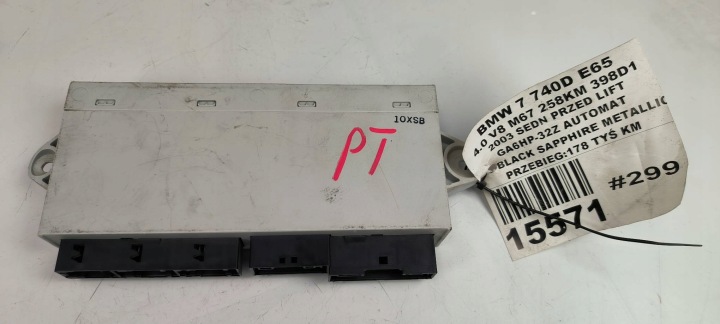 10XSB
PT
BMW 7 740D E65
4.0 V8 M67 258KM 398D1
2003 SEDN PRZED LIFT
GA6HP-32Z AUTOMAT
BLACK SAPPHIRE METALLIC
PRZEBIEG:178 TYŚ KM
#299
15571